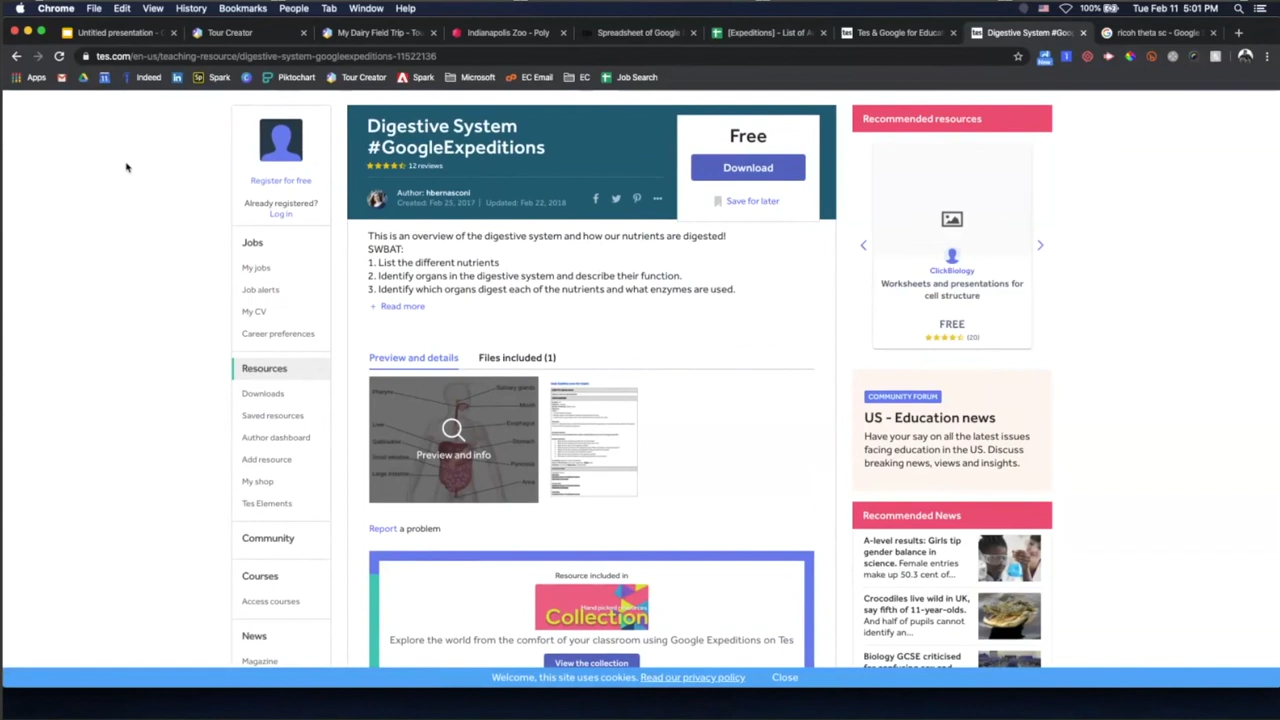 Chrome File Edit View History Bookmarks People Tab Window Help
100% Tue Feb 11 5:01 PM
Untitled presentation - Tour Creator My Dairy Field Trip - Tou Indianapolis Zoo - Poly Spreadsheet of Google [Expeditions] - List of A Tes & Google for Educat Digestive System #Goo ricoh theta sc - Google
tes.com/en-us/teaching-resource/digestive-system-googleexpeditions-11522136
Apps Indeed Spark Piktochart Tour Creator Spark Microsoft EC Email EC Job Search
Register for free
Already registered?
Log in
Jobs
My jobs
Job alerts
My CV
Career preferences
Resources
Downloads
Saved resources
Author dashboard
Add resource
My shop
Tes Elements
Community
Courses
Access courses
News
Magazine
Digestive System
#GoogleExpeditions
12 reviews
Author: hbernasconi
Created: Feb 25, 2017 | Updated: Feb 22, 2018
Free
Download
Save for later
This is an overview of the digestive system and how our nutrients are digested!
SWBAT:
1. List the different nutrients
2. Identify organs in the digestive system and describe their function.
3. Identify which organs digest each of the nutrients and what enzymes are used.
+ Read more
Preview and details Files included (1)
Preview and info
Report a problem
Resource included in
Hand picked resources
Collection
Explore the world from the comfort of your classroom using Google Expeditions on Tes
View the collection
Recommended resources
ClickBiology
Worksheets and presentations for
cell structure
FREE
(20)
COMMUNITY FORUM
US - Education news
Have your say on all the latest issues
facing education in the US. Discuss
breaking news, views and insights.
Recommended News
A-level results: Girls tip
gender balance in
science. Female entries
make up 50.3 cent of...
Crocodiles live wild in UK,
say fifth of 11-year-olds.
And half of pupils cannot
identify an...
Biology GCSE criticised
Welcome, this site uses cookies. Read our privacy policy Close